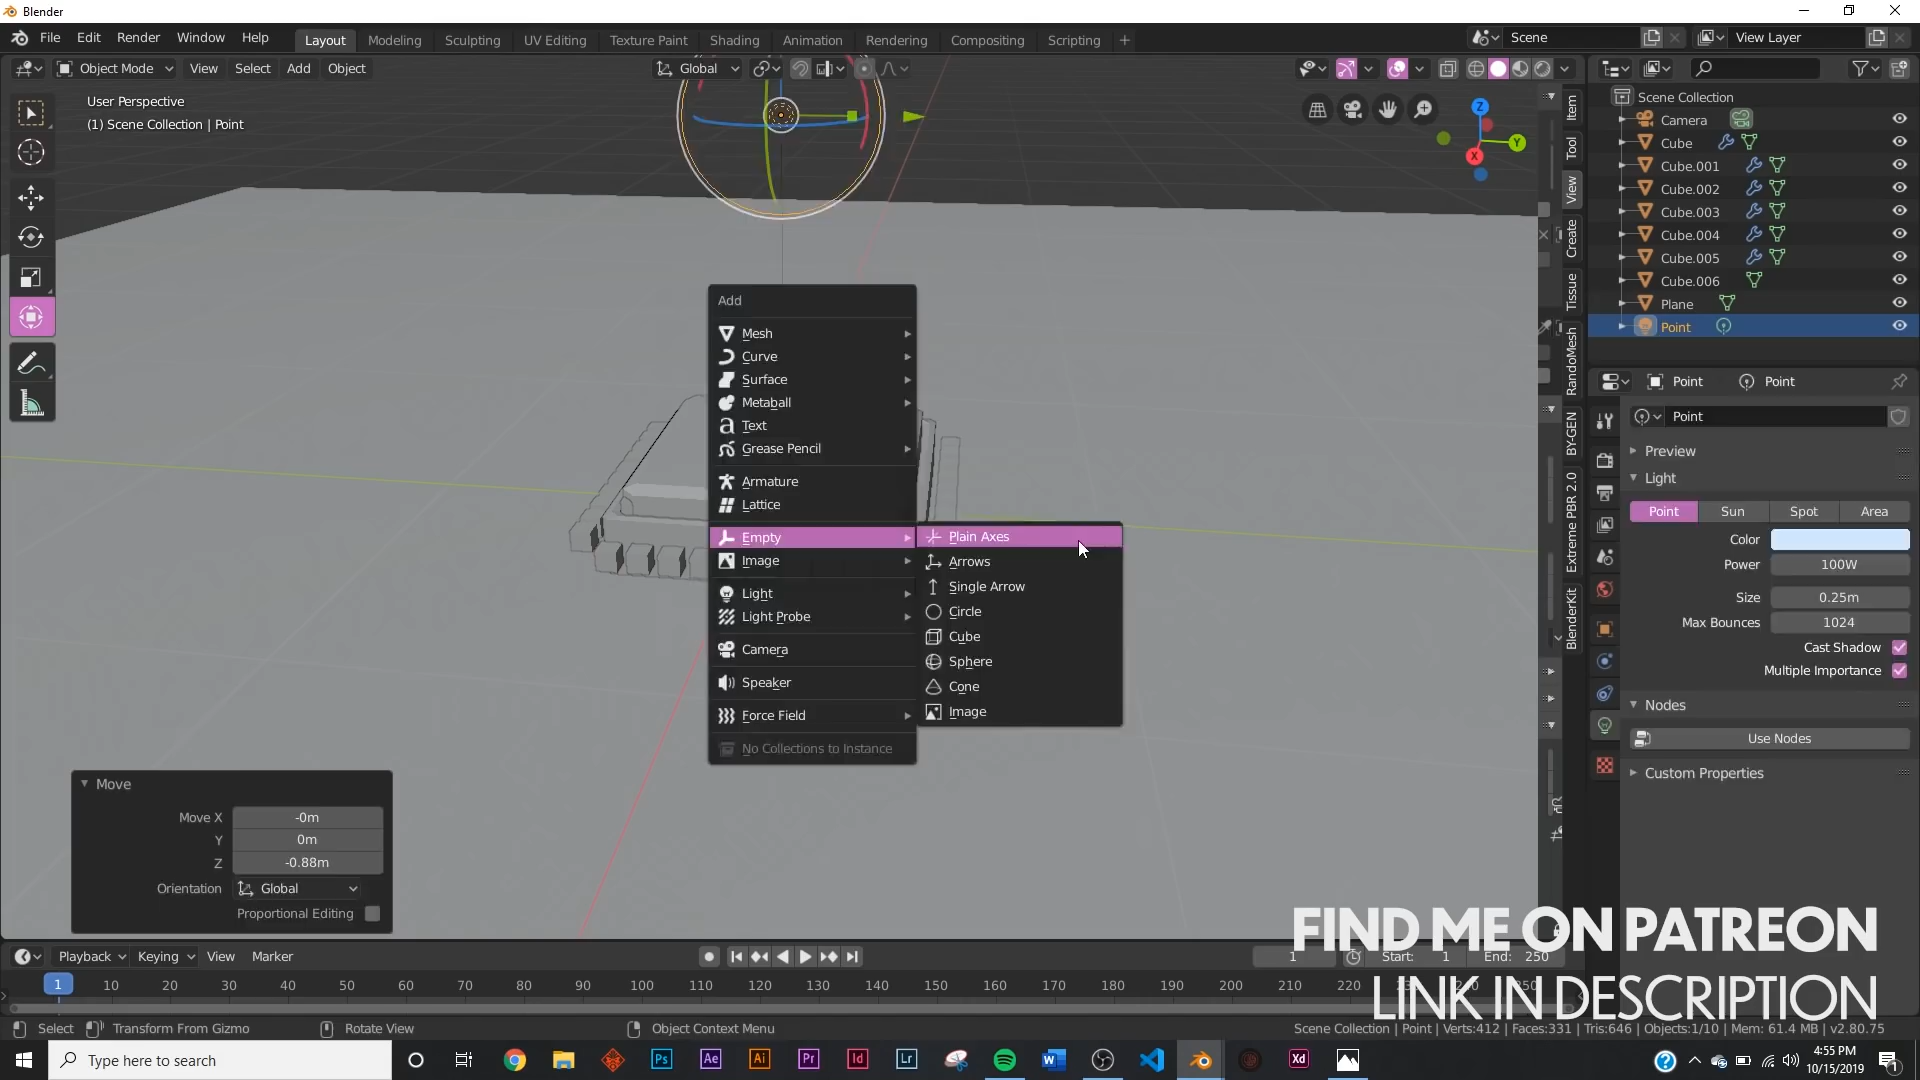 Blender
File Edit Render Window Help
Layout Modeling Sculpting UV Editing Texture Paint Shading Animation Rendering Compositing Scripting +
Scene
View Layer
Object Mode View Select Add Object
Global
User Perspective
(1) Scene Collection | Point
Z
Y
X
Item
Tool
View
Create
Tissue
RandoMesh
BY-GEN
Extreme PBR 2.0
BlenderKit
Scene Collection
Camera
Cube
Cube.001
Cube.002
Cube.003
Cube.004
Cube.005
Cube.006
Plane
Point
Add
Mesh
Curve
Surface
Metaball
Text
Grease Pencil
Armature
Lattice
Empty
Image
Light
Light Probe
Camera
Speaker
Force Field
No Collections to Instance
Plain Axes
Arrows
Single Arrow
Circle
Cube
Sphere
Cone
Image
Point Point
Point
Preview
Light
Point Sun Spot Area
Color
Power 100W
Size 0.25m
Max Bounces 1024
Cast Shadow
Multiple Importance
Nodes
Use Nodes
Custom Properties
Move
Move X -0m
Y 0m
Z -0.88m
Orientation Global
Proportional Editing
FIND ME ON PATREON
LINK IN DESCRIPTION
Playback Keying View Marker
1 Start: 1 End: 250
1 10 20 30 40 50 60 70 80 90 100 110 120 130 140 150 160 170 180 190 200 210 220 230 240 250
Select Transform From Gizmo Rotate View Object Context Menu
Scene Collection | Point | Verts:412 | Faces:331 | Tris:646 | Objects:1/10 | Mem: 61.4 MB | v2.80.75
Type here to search
Ps Ae Ai Pr Id Lr W Xd
4:55 PM
10/15/2019
1